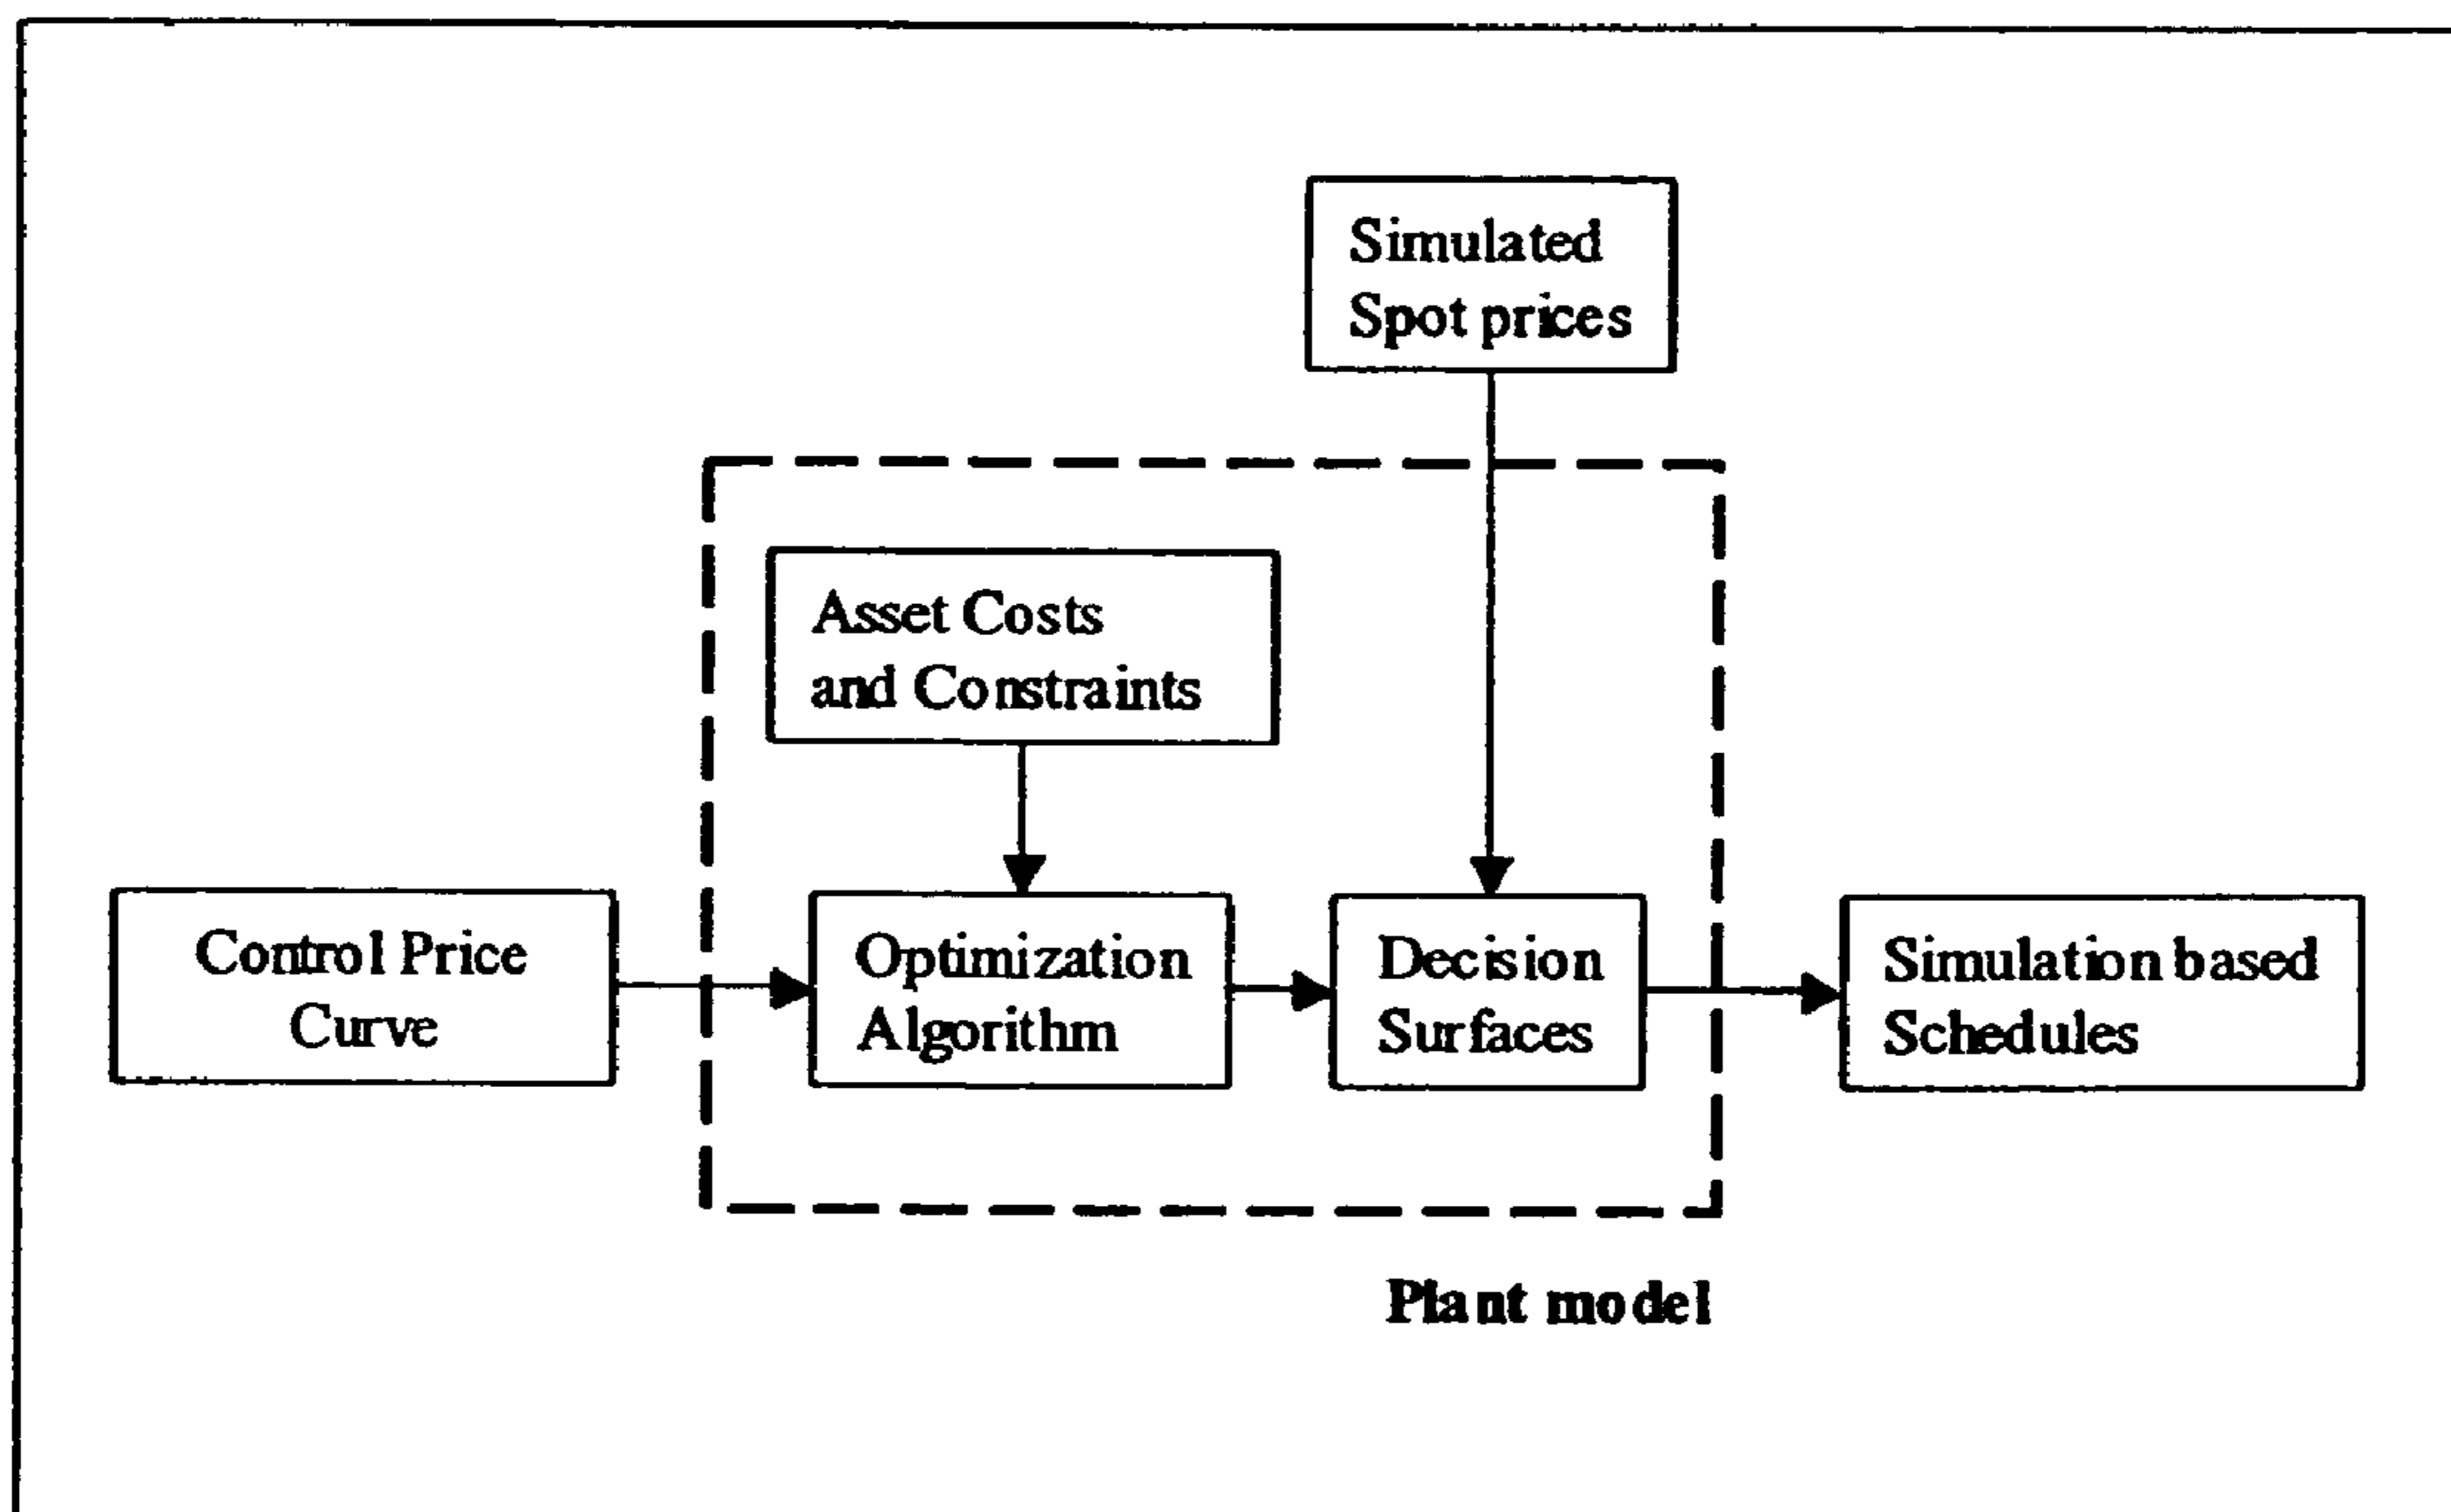 Simulated
Spot prices
Asset Costs
and Constraints
Control Price
Curve
Optimization
Algorithm
Decision
Surfaces
Simulation based
Schedules
Plant model